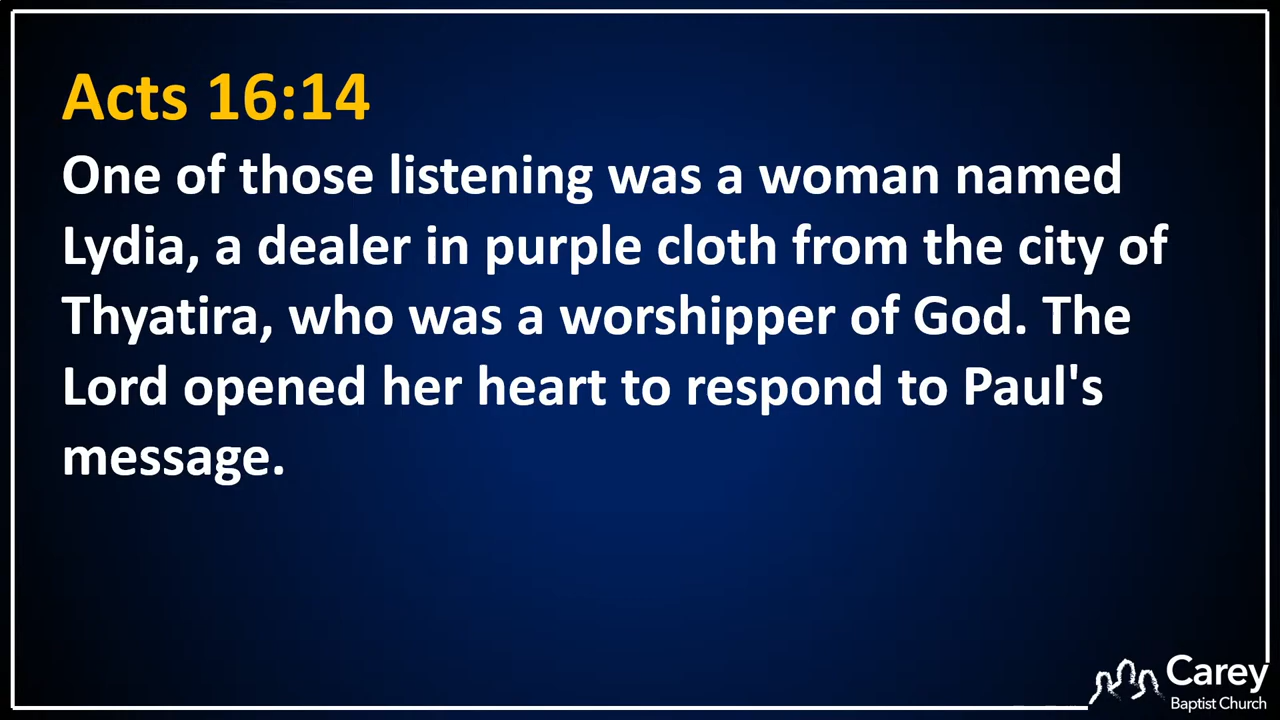 Acts 16:14
One of those listening was a woman named
Lydia, a dealer in purple cloth from the city of
Thyatira, who was a worshipper of God. The
Lord opened her heart to respond to Paul's
message.
Carey
Baptist Church